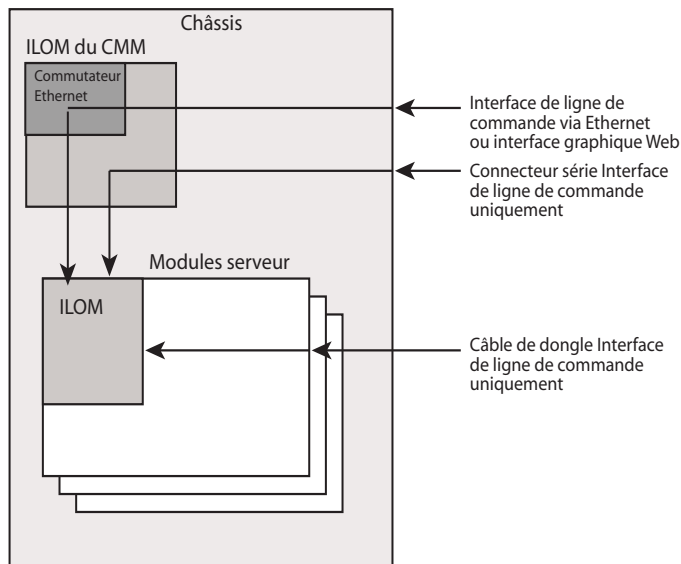 Châssis
ILOM du CMM
Commutateur
Ethernet
Interface de ligne de
commande via Ethernet
ou interface graphique Web
Connecteur série Interface
de ligne de commande
uniquement
Modules serveur
ILOM
Câble de dongle Interface
de ligne de commande
uniquement